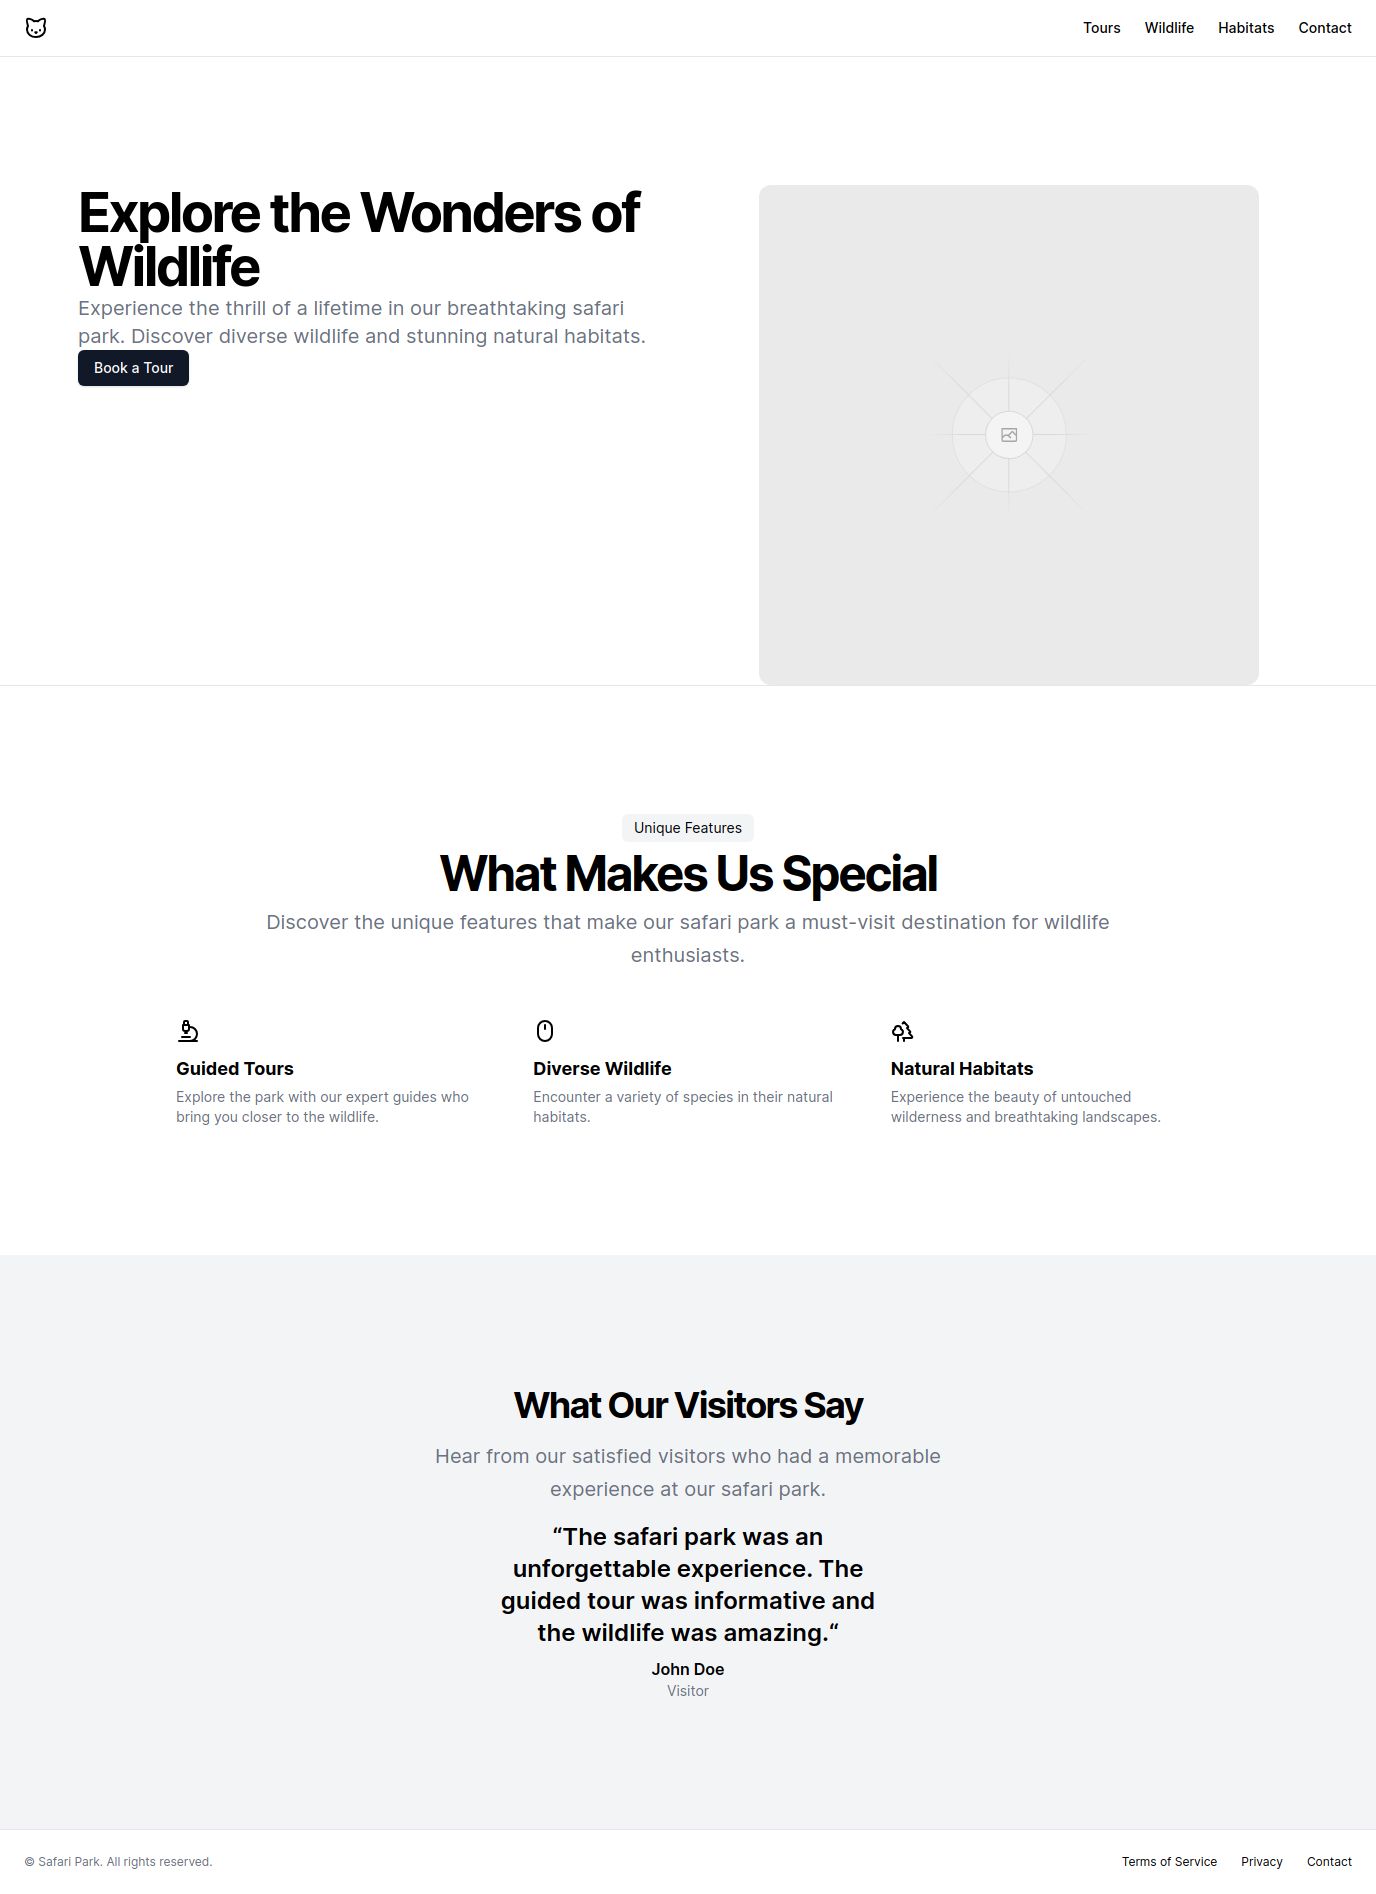 Tours Wildlife Habitats Contact
Explore the Wonders of
Wildlife
Experience the thrill of a lifetime in our breathtaking safari
park. Discover diverse wildlife and stunning natural habitats.
Book a Tour
Unique Features
What Makes Us Special
Discover the unique features that make our safari park a must-visit destination for wildlife
enthusiasts.
Guided Tours
Explore the park with our expert guides who
bring you closer to the wildlife.
Diverse Wildlife
Encounter a variety of species in their natural
habitats.
Natural Habitats
Experience the beauty of untouched
wilderness and breathtaking landscapes.
What Our Visitors Say
Hear from our satisfied visitors who had a memorable
experience at our safari park.
“The safari park was an
unforgettable experience. The
guided tour was informative and
the wildlife was amazing.“
John Doe
Visitor
© Safari Park. All rights reserved.
Terms of Service Privacy Contact